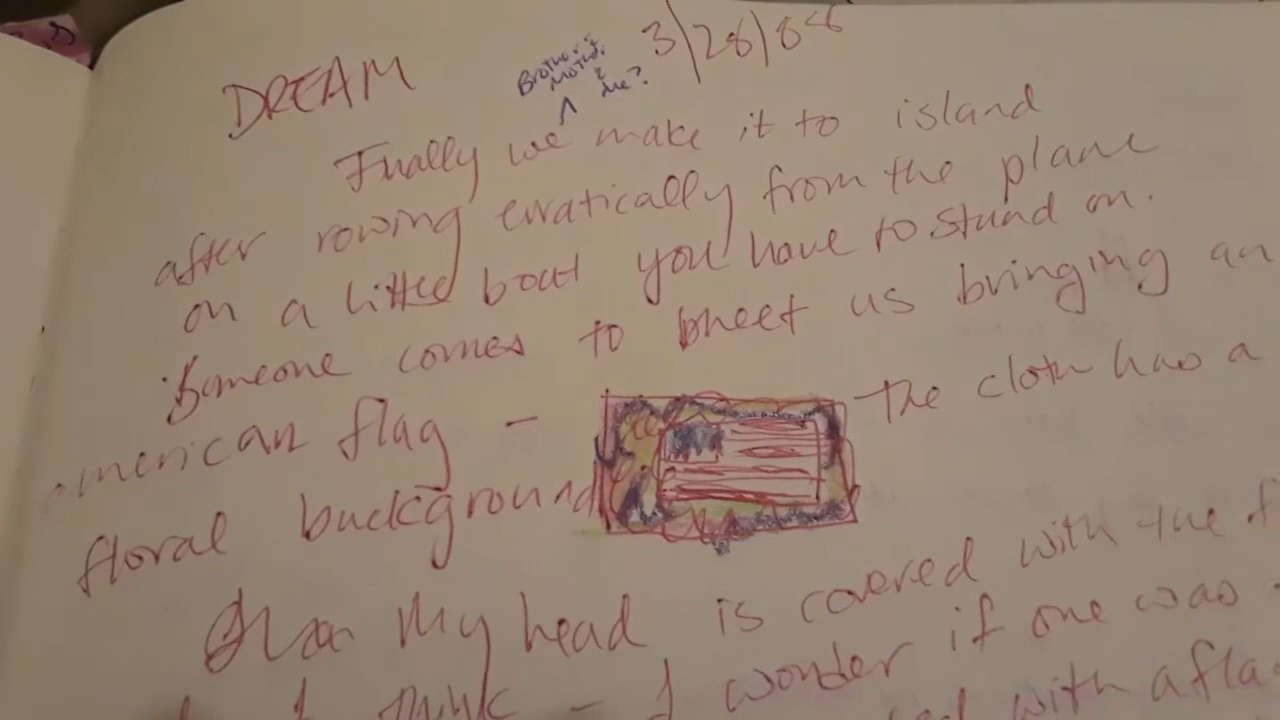 DREAM
3/28/88
Brother &
Mother
& me?
Finally we ^ make it to island
after rowing erratically from the plane
on a little boat you have to stand on.
Someone comes to meet us bringing an
american flag - The cloth has a
floral background
My head is covered with the
I think - I wonder if one was
with a fla